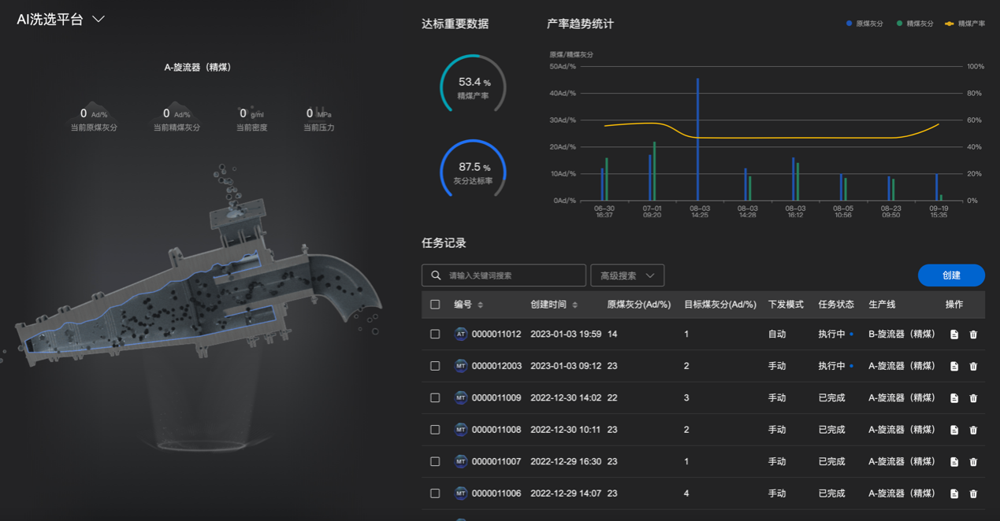 AI洗选平台
A-旋流器（精煤）
0 Ad/%
当前原煤灰分
0 Ad/%
当前精煤灰分
0 g/ml
当前密度
0 MPa
当前压力
达标重要数据
53.4 %
精煤产率
87.5 %
灰分达标率
产率趋势统计
原煤灰分 精煤灰分 精煤产率
原煤/精煤灰分
50Ad/% 100%
40Ad/% 80%
30Ad/% 60%
20Ad/% 40%
10Ad/% 20%
0Ad/% 0%
06-30 07-01 08-03 08-03 08-03 08-05 08-23 09-19
16:37 09:20 14:25 14:28 16:12 10:56 09:50 15:35
任务记录
请输入关键词搜索 高级搜索 创建
编号 创建时间 原煤灰分(Ad/%) 目标煤灰分(Ad/%) 下发模式 任务状态 生产线 操作
AT 0000011012 2023-01-03 19:59 14 1 自动 执行中 B-旋流器（精煤）
MT 0000012003 2023-01-03 09:12 23 2 手动 执行中 A-旋流器（精煤）
MT 0000011009 2022-12-30 14:02 22 3 手动 已完成 A-旋流器（精煤）
MT 0000011008 2022-12-30 10:11 23 2 手动 已完成 A-旋流器（精煤）
MT 0000011007 2022-12-29 16:30 23 1 手动 已完成 A-旋流器（精煤）
MT 0000011006 2022-12-29 14:07 23 4 手动 已完成 A-旋流器（精煤）